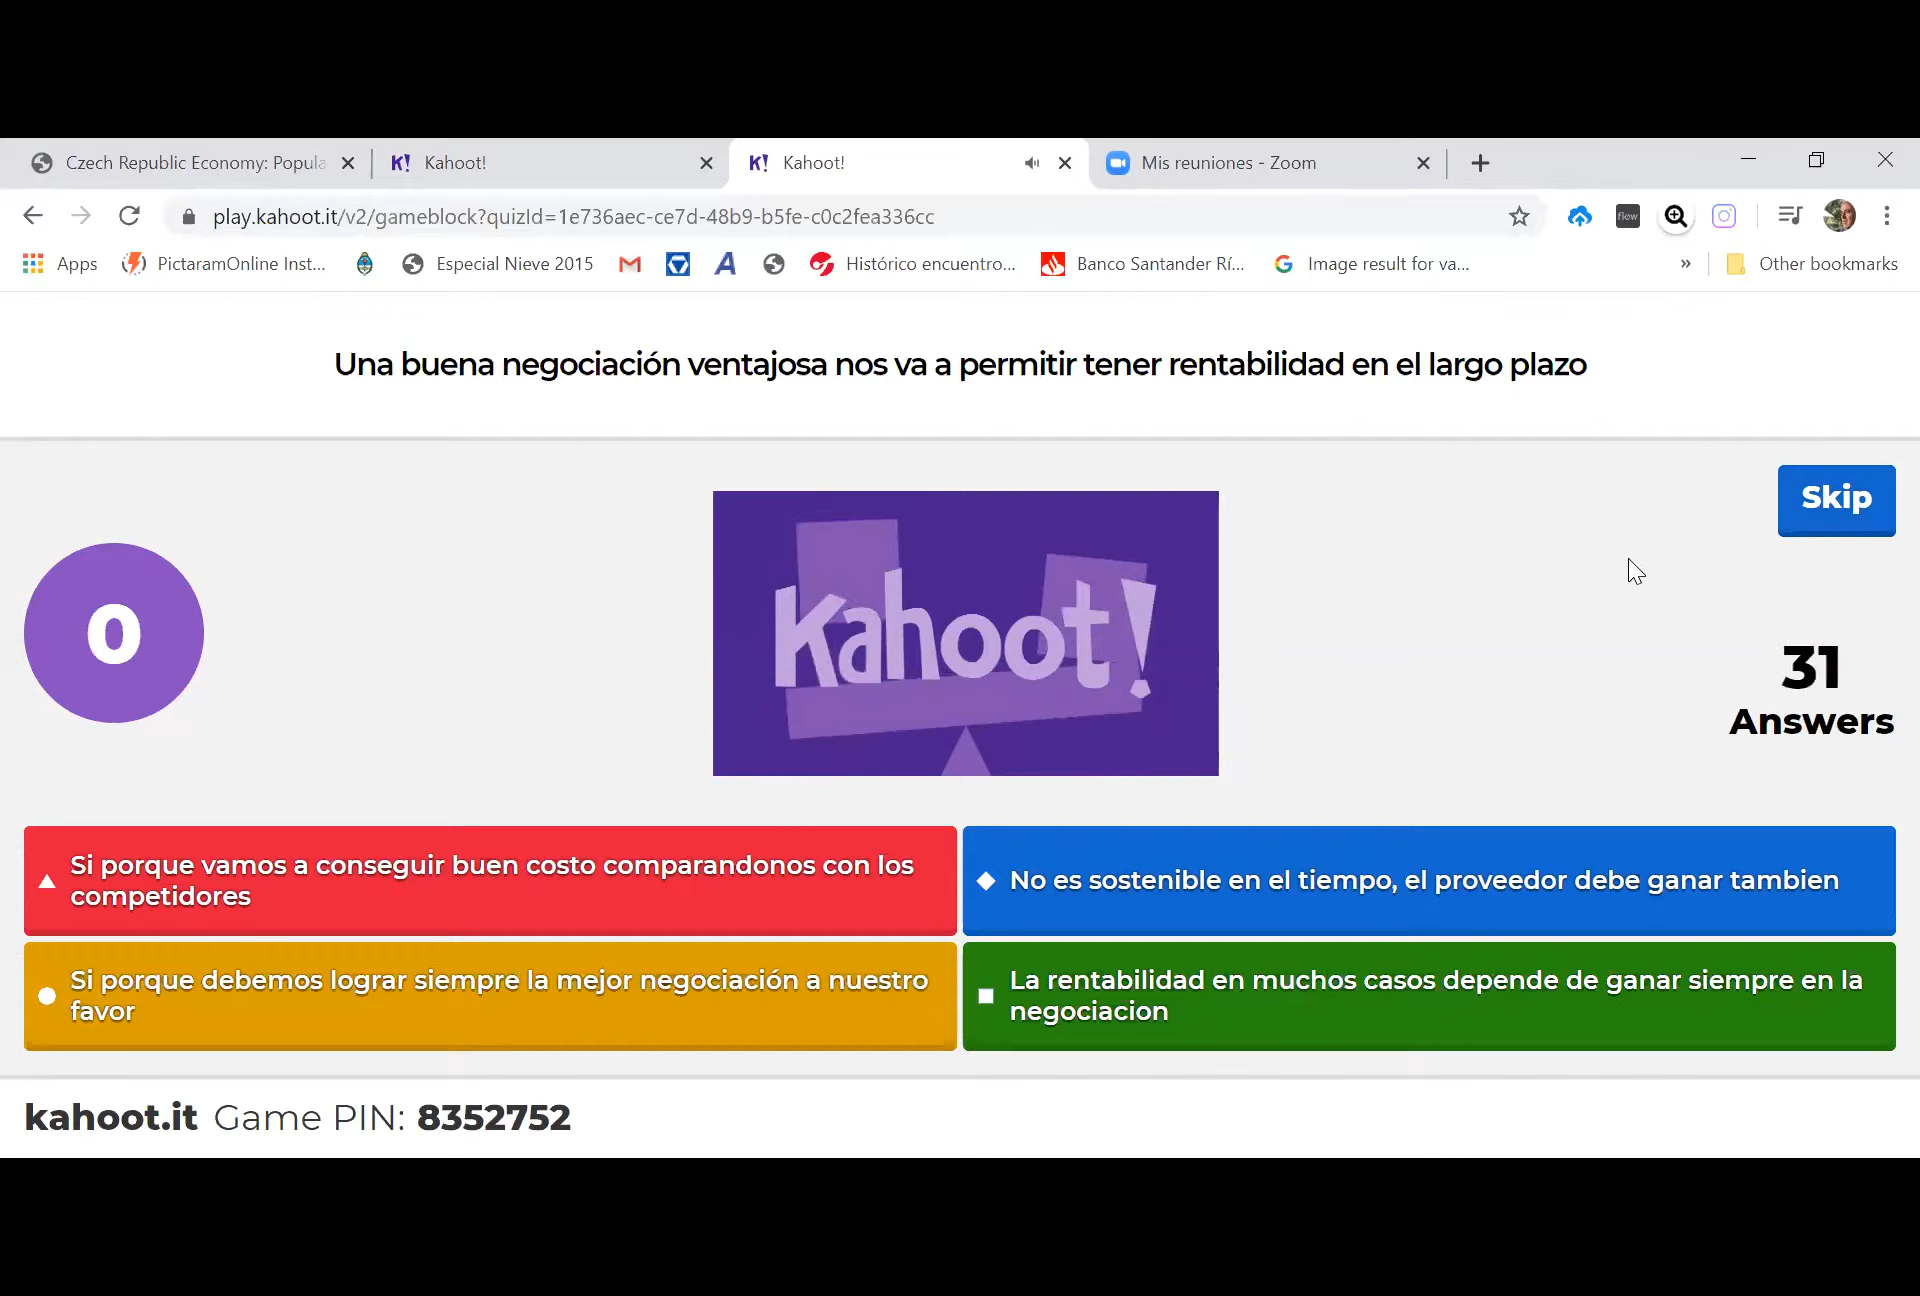 Czech Republic Economy: Popula
Kahoot!
Kahoot!
Mis reuniones - Zoom
play.kahoot.it/v2/gameblock?quizId=1e736aec-ce7d-48b9-b5fe-c0c2fea336cc
flow
Apps
PictaramOnline Inst...
Especial Nieve 2015
Histórico encuentro...
Banco Santander Rí...
Image result for va...
Other bookmarks
Una buena negociación ventajosa nos va a permitir tener rentabilidad en el largo plazo
Skip
0
Kahoot!
31
Answers
Si porque vamos a conseguir buen costo comparandonos con los
competidores
No es sostenible en el tiempo, el proveedor debe ganar tambien
Si porque debemos lograr siempre la mejor negociación a nuestro
favor
La rentabilidad en muchos casos depende de ganar siempre en la
negociacion
kahoot.it Game PIN: 8352752